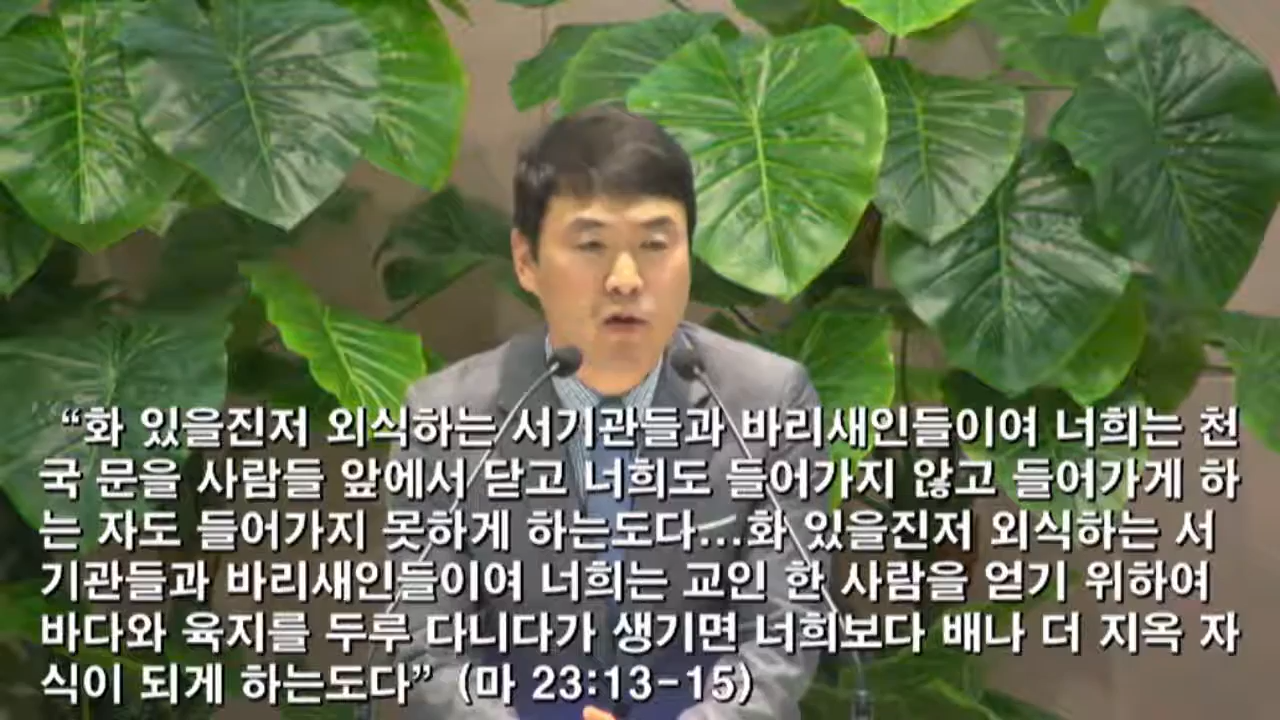 “화 있을진저 외식하는 서기관들과 바리새인들이여 너희는 천
국 문을 사람들 앞에서 닫고 너희도 들어가지 않고 들어가게 하
는 자도 들어가지 못하게 하는도다...화 있을진저 외식하는 서
기관들과 바리새인들이여 너희는 교인 한 사람을 얻기 위하여
바다와 육지를 두루 다니다가 생기면 너희보다 배나 더 지옥 자
식이 되게 하는도다” (마 23:13-15)